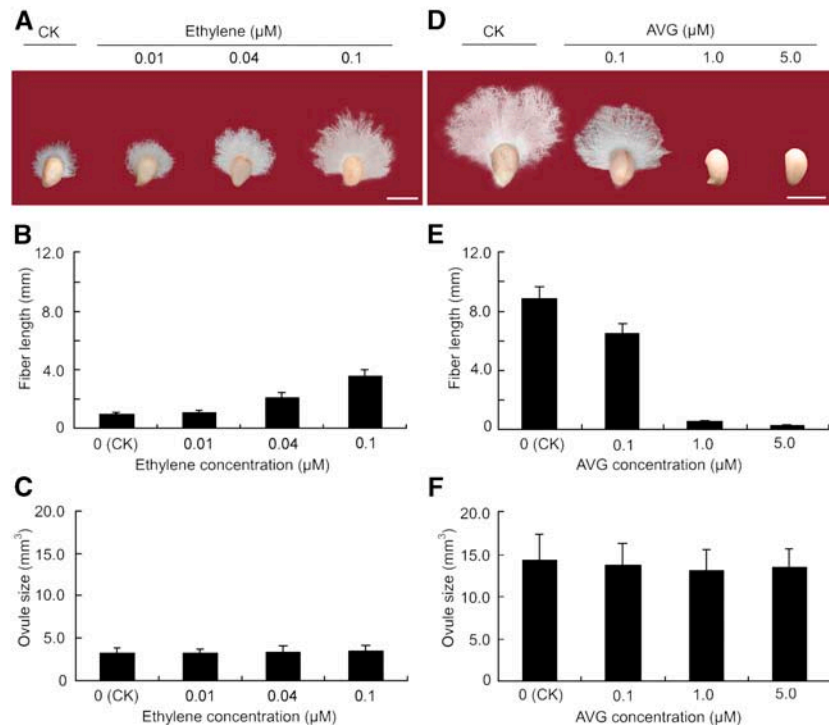 A
CK
Ethylene (µM)
0.01 0.04 0.1
D
CK
AVG (µM)
0.1 1.0 5.0
B
12.0
8.0
4.0
0
Fiber length (mm)
0 (CK) 0.01 0.04 0.1
Ethylene concentration (µM)
E
12.0
8.0
4.0
0
Fiber length (mm)
0 (CK) 0.1 1.0 5.0
AVG concentration (µM)
C
20.0
15.0
10.0
5.0
0
Ovule size (mm³)
0 (CK) 0.01 0.04 0.1
Ethylene concentration (µM)
F
20.0
15.0
10.0
5.0
0
Ovule size (mm³)
0 (CK) 0.1 1.0 5.0
AVG concentration (µM)